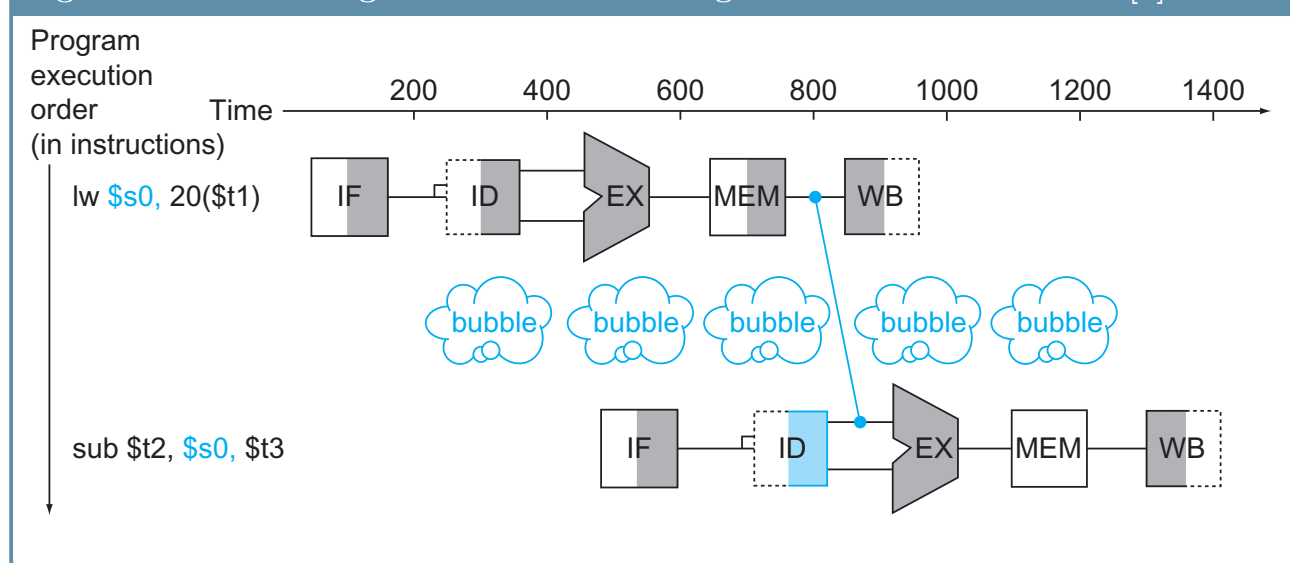 Program
execution
order
(in instructions)
Time
200 400 600 800 1000 1200 1400
lw $s0, 20($t1)
IF ID EX MEM WB
bubble bubble bubble bubble bubble
sub $t2, $s0, $t3
IF ID EX MEM WB